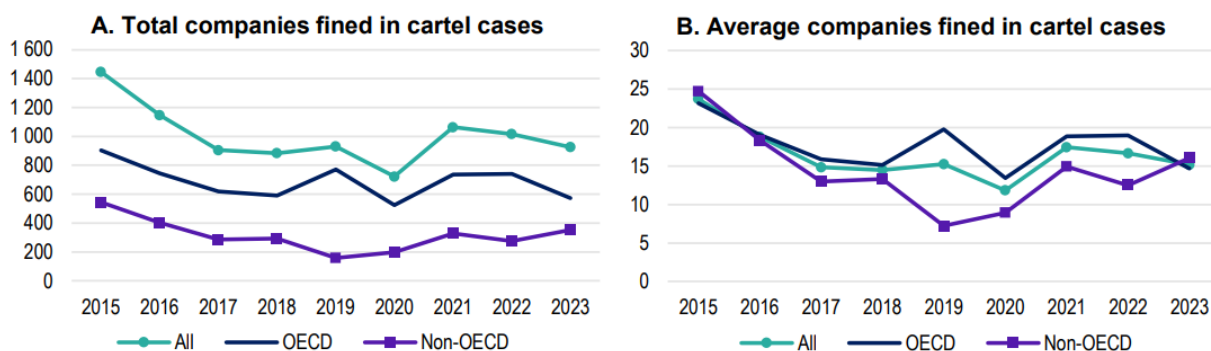 A. Total companies fined in cartel cases
1 600
1 400
1 200
1 000
800
600
400
200
0
2015 2016 2017 2018 2019 2020 2021 2022 2023
All OECD Non-OECD
B. Average companies fined in cartel cases
30
25
20
15
10
5
0
2015 2016 2017 2018 2019 2020 2021 2022 2023
All OECD Non-OECD